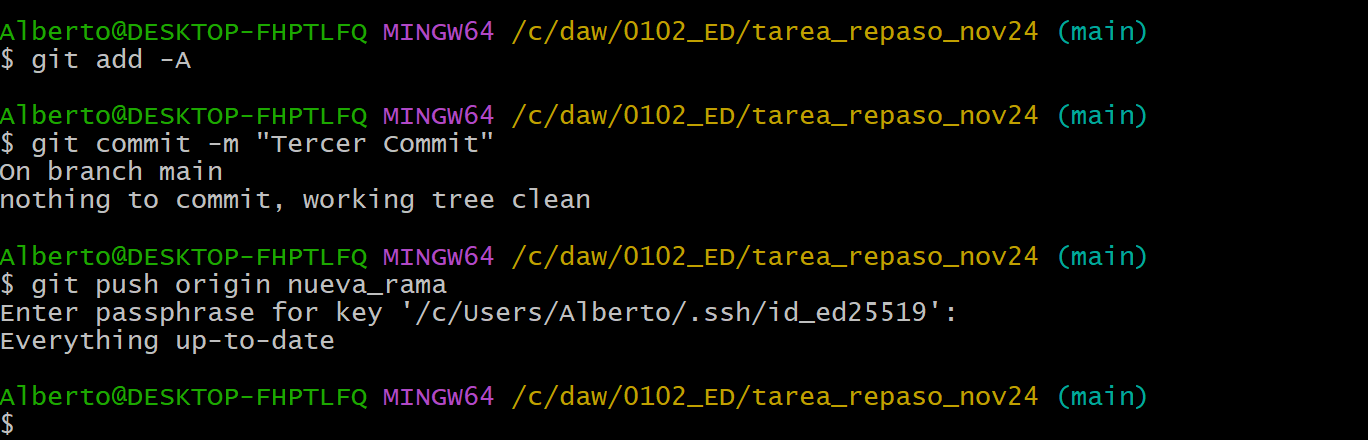 Alberto@DESKTOP-FHPTLFQ MINGW64 /c/daw/0102_ED/tarea_repaso_nov24 (main)
$ git add -A
Alberto@DESKTOP-FHPTLFQ MINGW64 /c/daw/0102_ED/tarea_repaso_nov24 (main)
$ git commit -m "Tercer Commit"
On branch main
nothing to commit, working tree clean
Alberto@DESKTOP-FHPTLFQ MINGW64 /c/daw/0102_ED/tarea_repaso_nov24 (main)
$ git push origin nueva_rama
Enter passphrase for key '/c/Users/Alberto/.ssh/id_ed25519':
Everything up-to-date
Alberto@DESKTOP-FHPTLFQ MINGW64 /c/daw/0102_ED/tarea_repaso_nov24 (main)
$